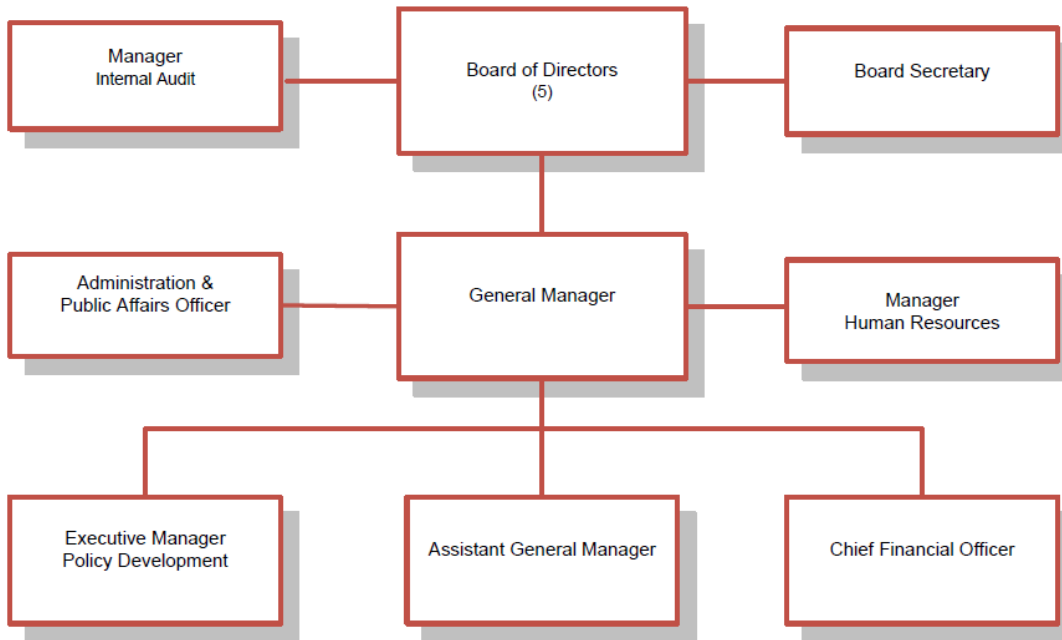 Manager
Internal Audit
Board of Directors
(5)
Board Secretary
Administration &
Public Affairs Officer
General Manager
Manager
Human Resources
Executive Manager
Policy Development
Assistant General Manager
Chief Financial Officer